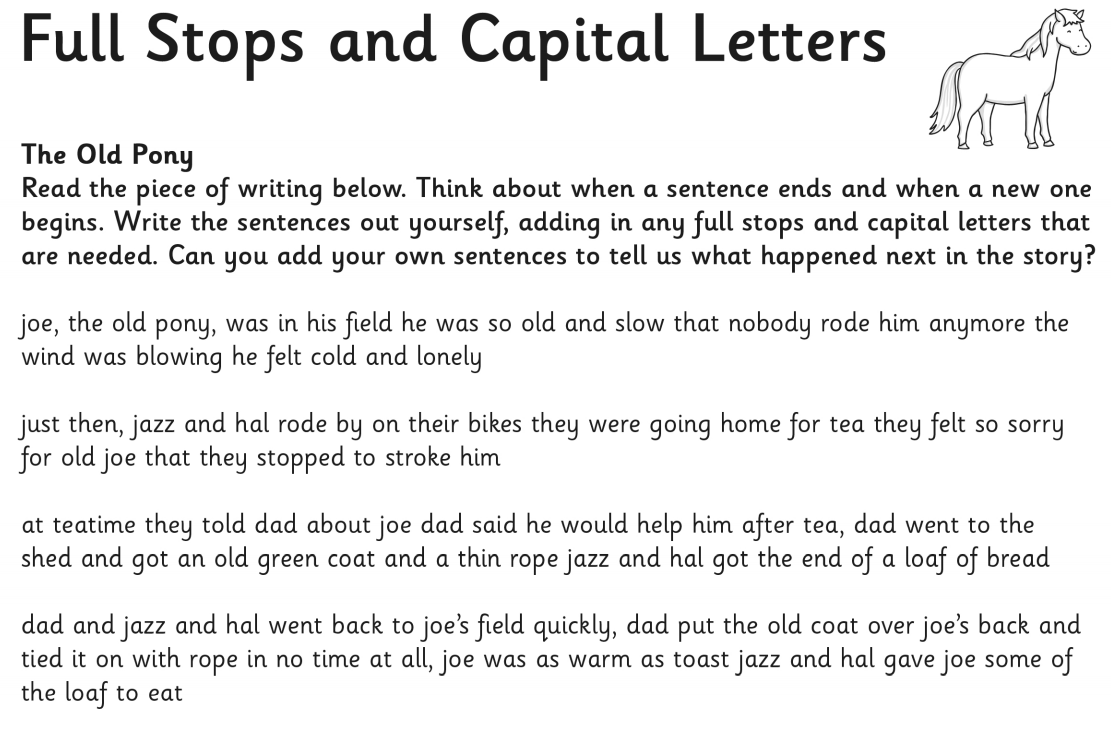 Full Stops and Capital Letters
The Old Pony
Read the piece of writing below. Think about when a sentence ends and when a new one
begins. Write the sentences out yourself, adding in any full stops and capital letters that
are needed. Can you add your own sentences to tell us what happened next in the story?
joe, the old pony, was in his field he was so old and slow that nobody rode him anymore the
wind was blowing he felt cold and lonely
just then, jazz and hal rode by on their bikes they were going home for tea they felt so sorry
for old joe that they stopped to stroke him
at teatime they told dad about joe dad said he would help him after tea, dad went to the
shed and got an old green coat and a thin rope jazz and hal got the end of a loaf of bread
dad and jazz and hal went back to joe’s field quickly, dad put the old coat over joe’s back and
tied it on with rope in no time at all, joe was as warm as toast jazz and hal gave joe some of
the loaf to eat